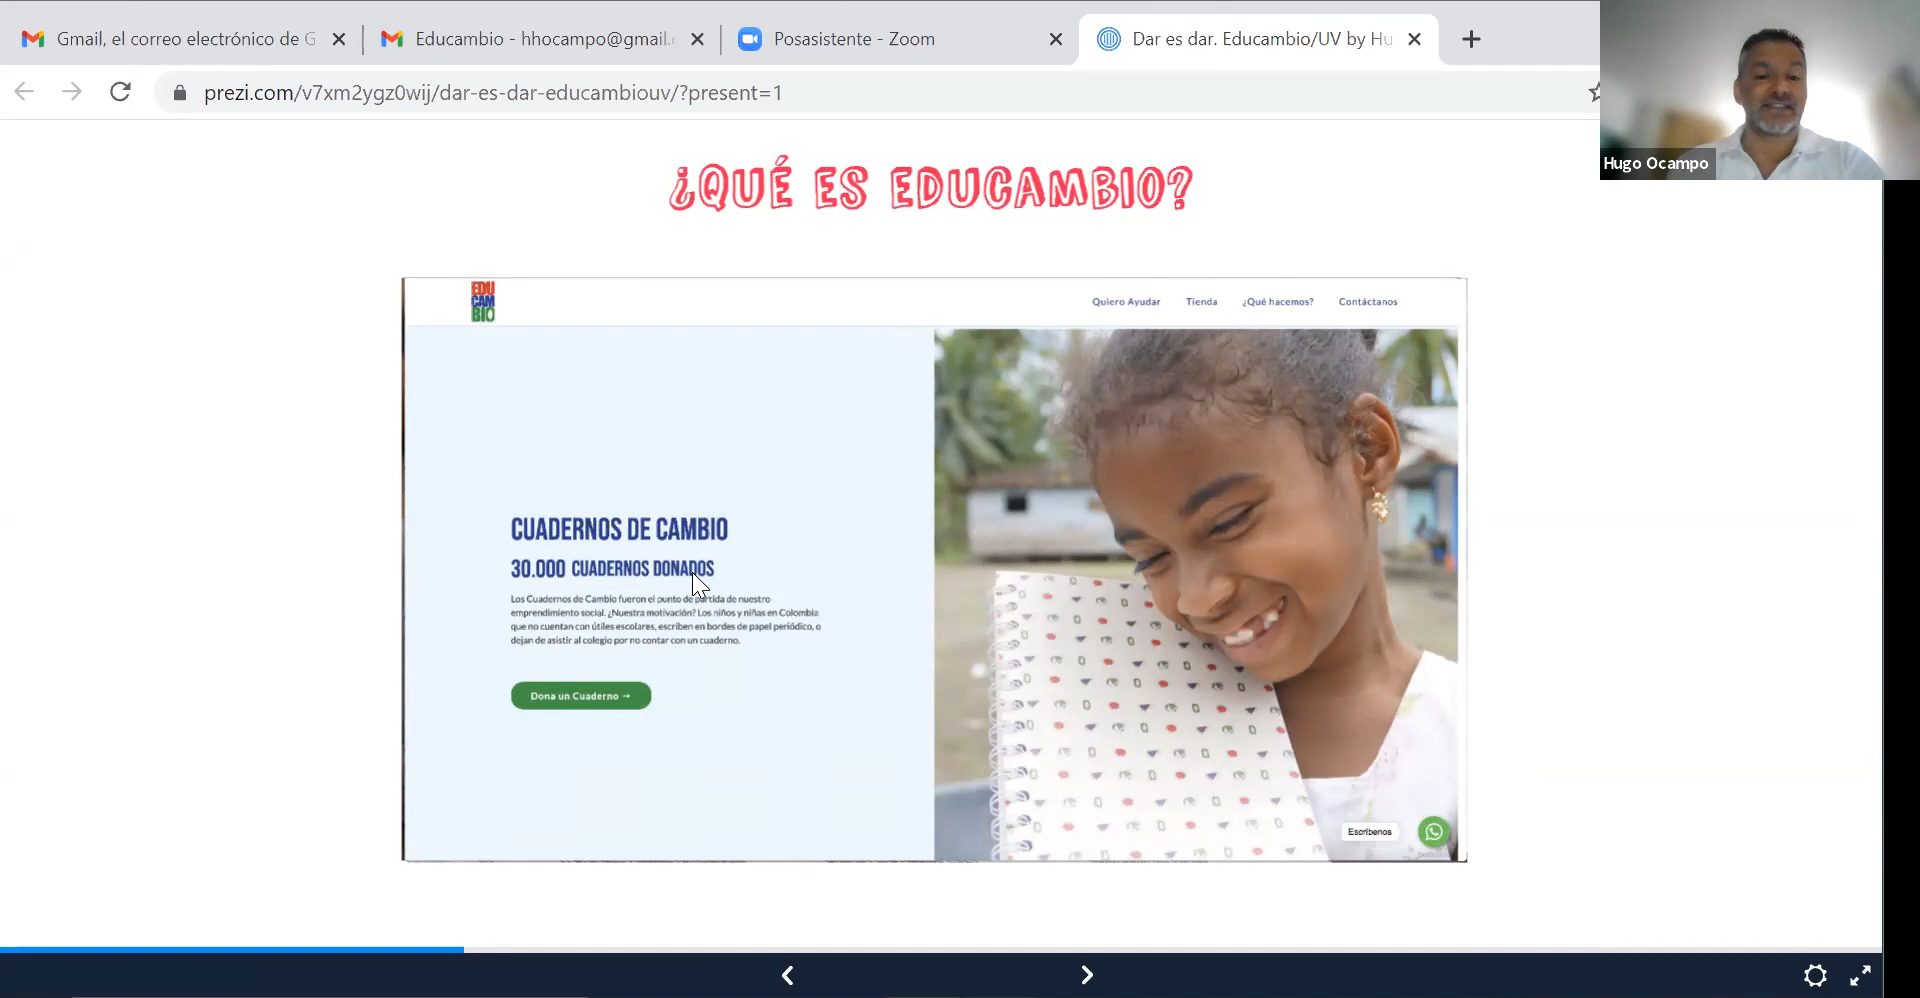 Gmail, el correo electrónico de G
Educambio - hhocampo@gmail.c
Posasistente - Zoom
Dar es dar. Educambio/UV by Hu
prezi.com/v7xm2ygz0wij/dar-es-dar-educambiouv/?present=1
Hugo Ocampo
¿QUÉ ES EDUCAMBIO?
EDU
CAM
BIO
Quiero Ayudar
Tienda
¿Qué hacemos?
Contáctanos
CUADERNOS DE CAMBIO
30.000 CUADERNOS DONADOS
Los Cuadernos de Cambio fueron el punto de partida de nuestro
emprendimiento social. ¿Nuestra motivación? Los niños y niñas en Colombia
que no cuentan con útiles escolares, escriben en bordes de papel periódico, o
dejan de asistir al colegio por no contar con un cuaderno.
Dona un Cuaderno →
Escríbenos